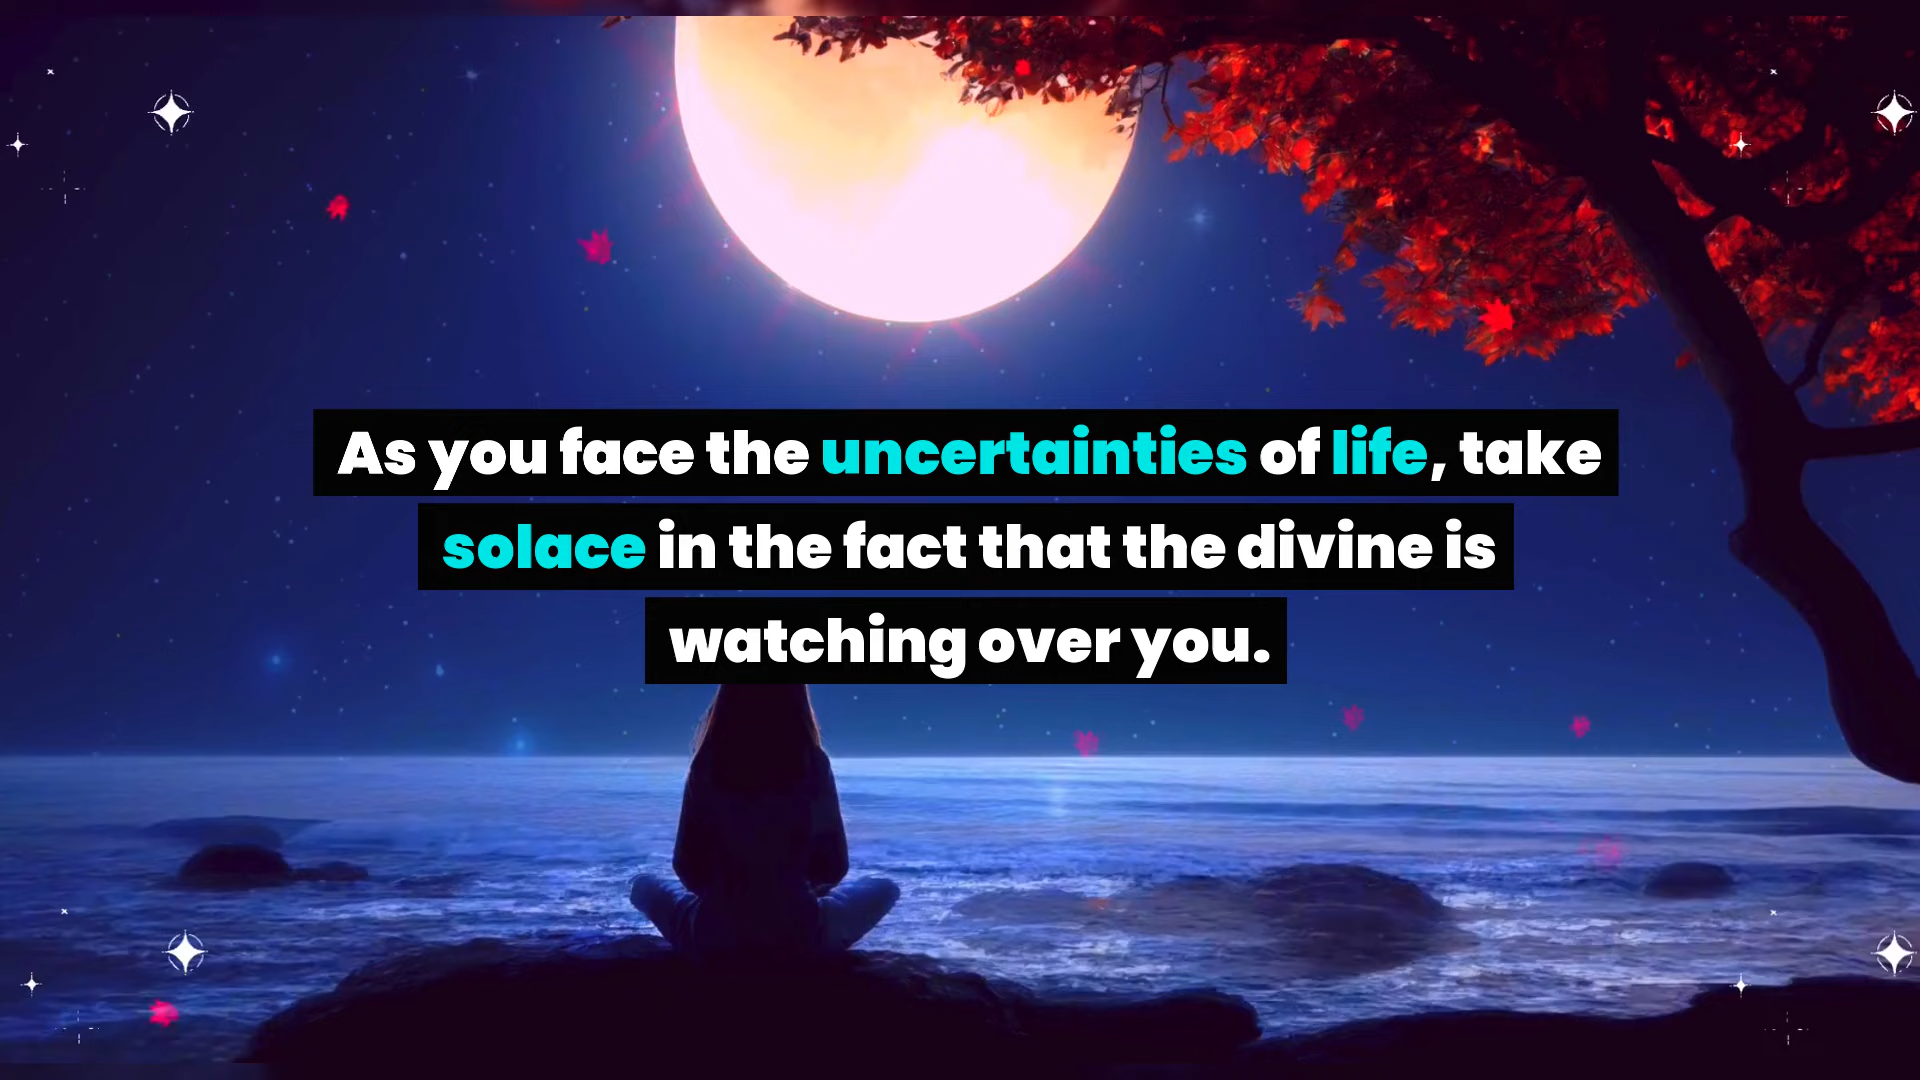 As you face the uncertainties of life, take
solace in the fact that the divine is
watching over you.